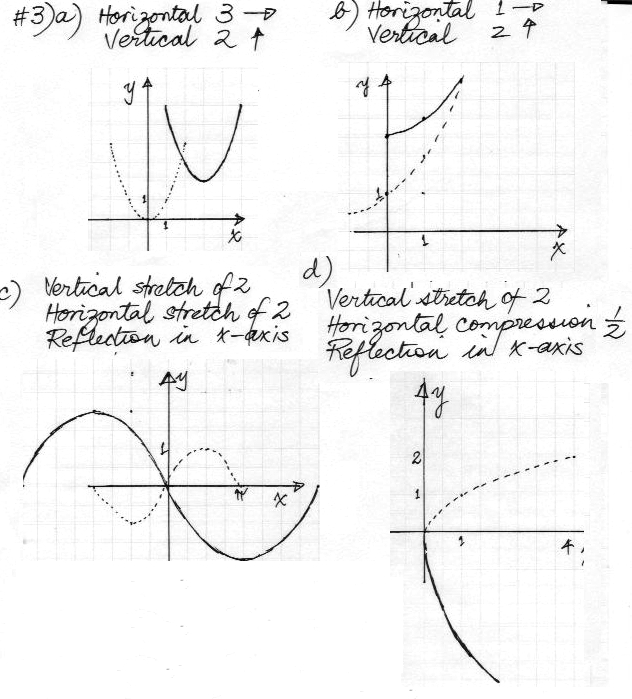 #3)a) Horizontal 3 →
Vertical 2 ↑
b) Horizontal 1 →
Vertical 2 ↑
y
1
1
x
y
1
1
x
c) Vertical stretch of 2
Horizontal stretch of 2
Reflection in x-axis
d)
Vertical stretch of 2
Horizontal compression 1/2
Reflection in x-axis
y
1
π
x
y
2
1
1
4